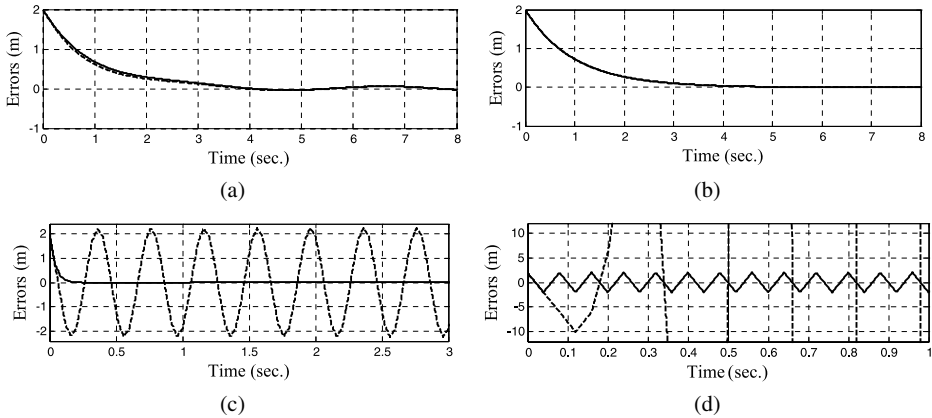 2
1
0
-1
Errors (m)
0 1 2 3 4 5 6 7 8
Time (sec.)
(a)
2
1
0
-1
Errors (m)
0 1 2 3 4 5 6 7 8
Time (sec.)
(b)
2
1
0
-1
-2
Errors (m)
0 0.5 1 1.5 2 2.5 3
Time (sec.)
(c)
10
5
0
-5
-10
Errors (m)
0 0.1 0.2 0.3 0.4 0.5 0.6 0.7 0.8 0.9 1
Time (sec.)
(d)